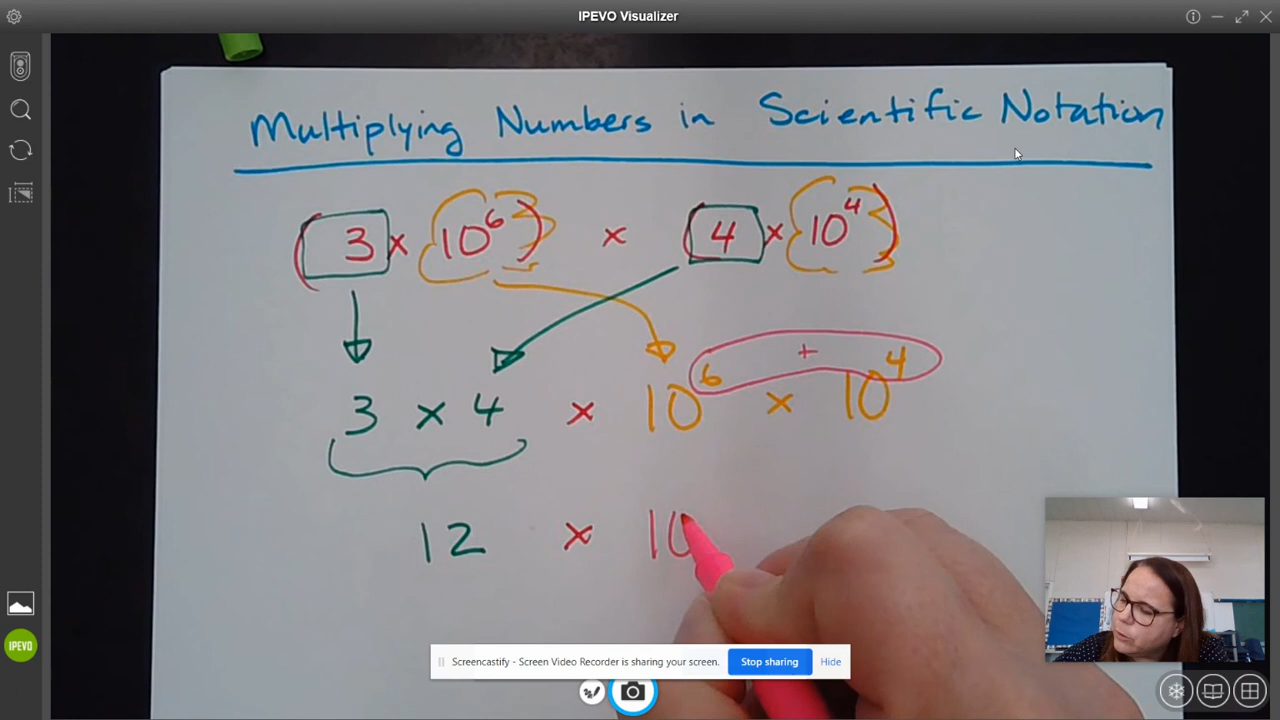 IPEVO Visualizer
Multiplying Numbers in Scientific Notation
(3 × 10⁶) × (4 × 10⁴)
+
3 × 4 × 10⁶ × 10⁴
12 × 10
Screencastify - Screen Video Recorder is sharing your screen. Stop sharing Hide
IPEVO